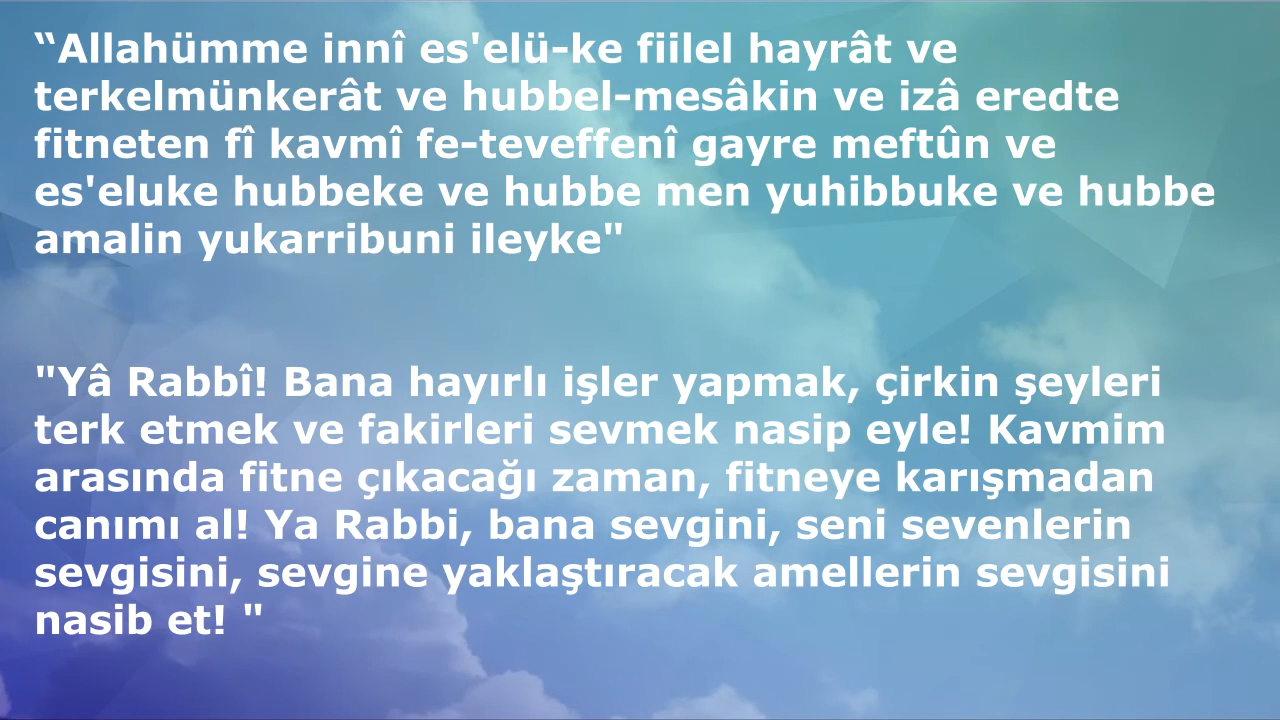 “Allahümme innî es'elü-ke fiilel hayrât ve
terkelmünkerât ve hubbel-mesâkin ve izâ eredte
fitneten fî kavmî fe-teveffenî gayre meftûn ve
es'eluke hubbeke ve hubbe men yuhibbuke ve hubbe
amalin yukarribuni ileyke"
"Yâ Rabbî! Bana hayırlı işler yapmak, çirkin şeyleri
terk etmek ve fakirleri sevmek nasip eyle! Kavmim
arasında fitne çıkacağı zaman, fitneye karışmadan
canımı al! Ya Rabbi, bana sevgini, seni sevenlerin
sevgisini, sevgine yaklaştıracak amellerin sevgisini
nasib et! "